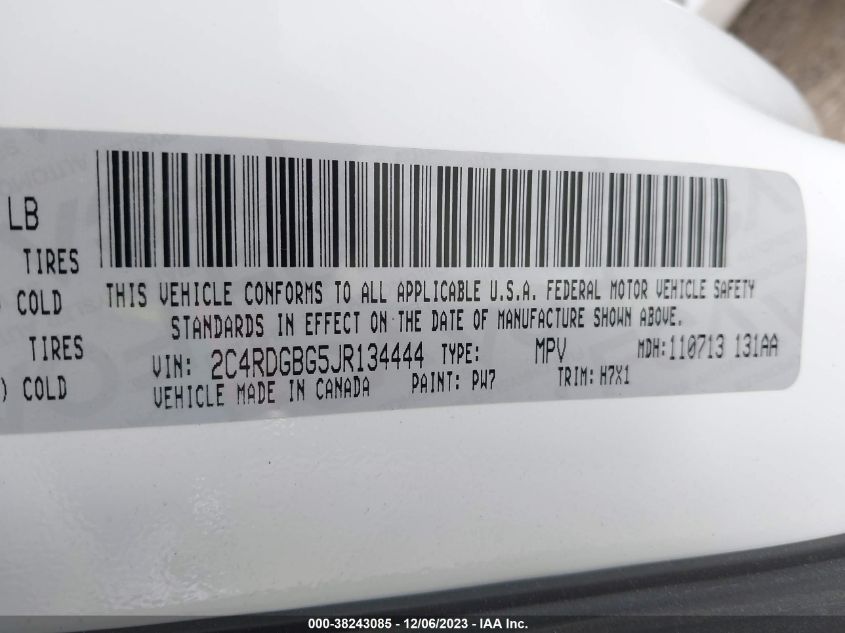 LB
TIRES
COLD
TIRES
) COLD
THIS VEHICLE CONFORMS TO ALL APPLICABLE U.S.A. FEDERAL MOTOR VEHICLE SAFETY
STANDARDS IN EFFECT ON THE DATE OF MANUFACTURE SHOWN ABOVE.
VIN: 2C4RDGBG5JR134444 TYPE: MPV MDH: 110713 131AA
VEHICLE MADE IN CANADA PAINT: PW7 TRIM: H7X1
000-38243085 - 12/06/2023 - IAA Inc.